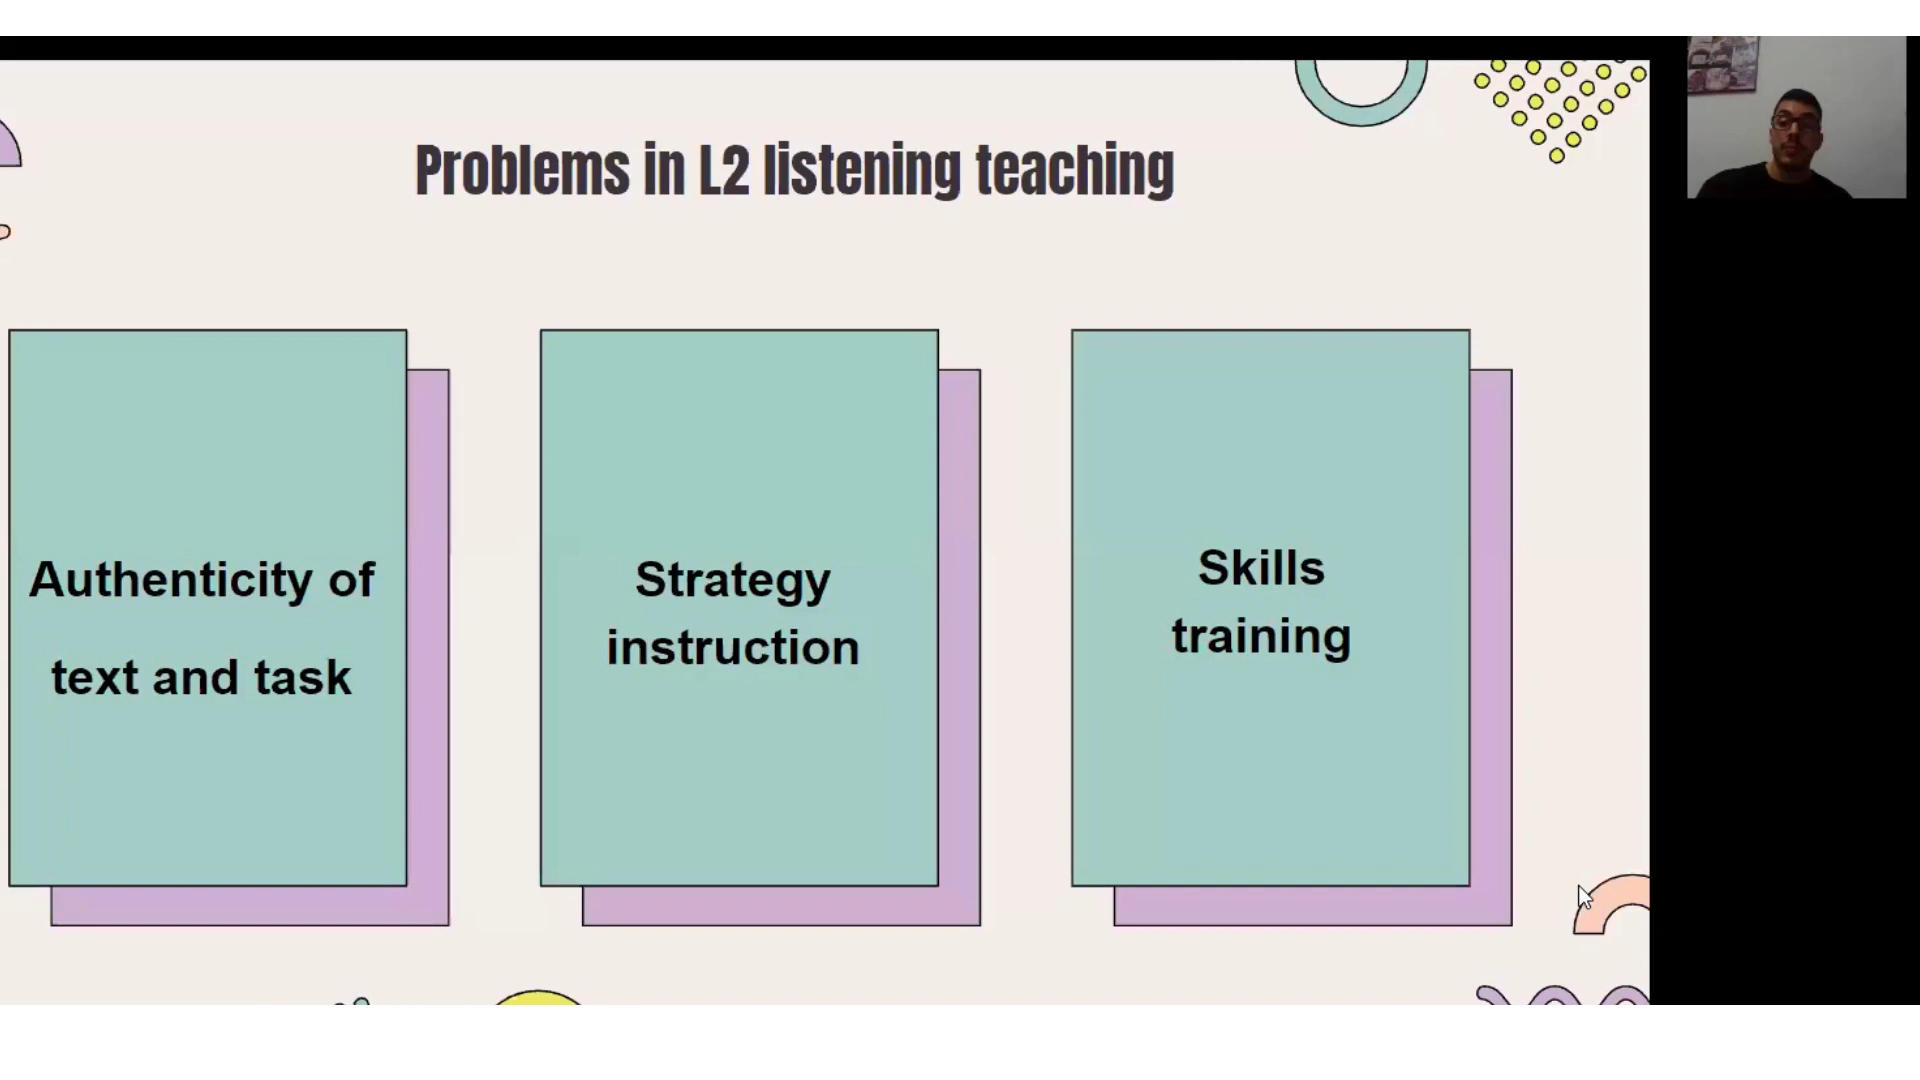 Problems in L2 listening teaching
Authenticity of
text and task
Strategy
instruction
Skills
training